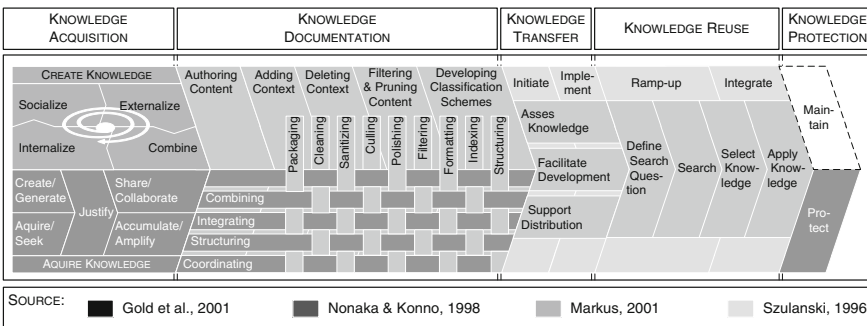 KNOWLEDGE
ACQUISITION
KNOWLEDGE
DOCUMENTATION
KNOWLEDGE
TRANSFER
KNOWLEDGE REUSE
KNOWLEDGE
PROTECTION
CREATE KNOWLEDGE
Socialize
Externalize
Internalize
Combine
Create/
Generate
Justify
Share/
Collaborate
Aquire/
Seek
Accumulate/
Amplify
AQUIRE KNOWLEDGE
Authoring
Content
Adding
Context
Deleting
Context
Filtering
& Pruning
Content
Developing
Classification
Schemes
Packaging
Cleaning
Sanitizing
Culling
Polishing
Filtering
Formatting
Indexing
Structuring
Combining
Integrating
Structuring
Coordinating
Initiate
Imple-
ment
Asses
Knowledge
Facilitate
Development
Support
Distribution
Ramp-up
Integrate
Define
Search
Ques-
tion
Search
Select
Know-
ledge
Apply
Know-
ledge
Main-
tain
Pro-
tect
SOURCE:
Gold et al., 2001
Nonaka & Konno, 1998
Markus, 2001
Szulanski, 1996